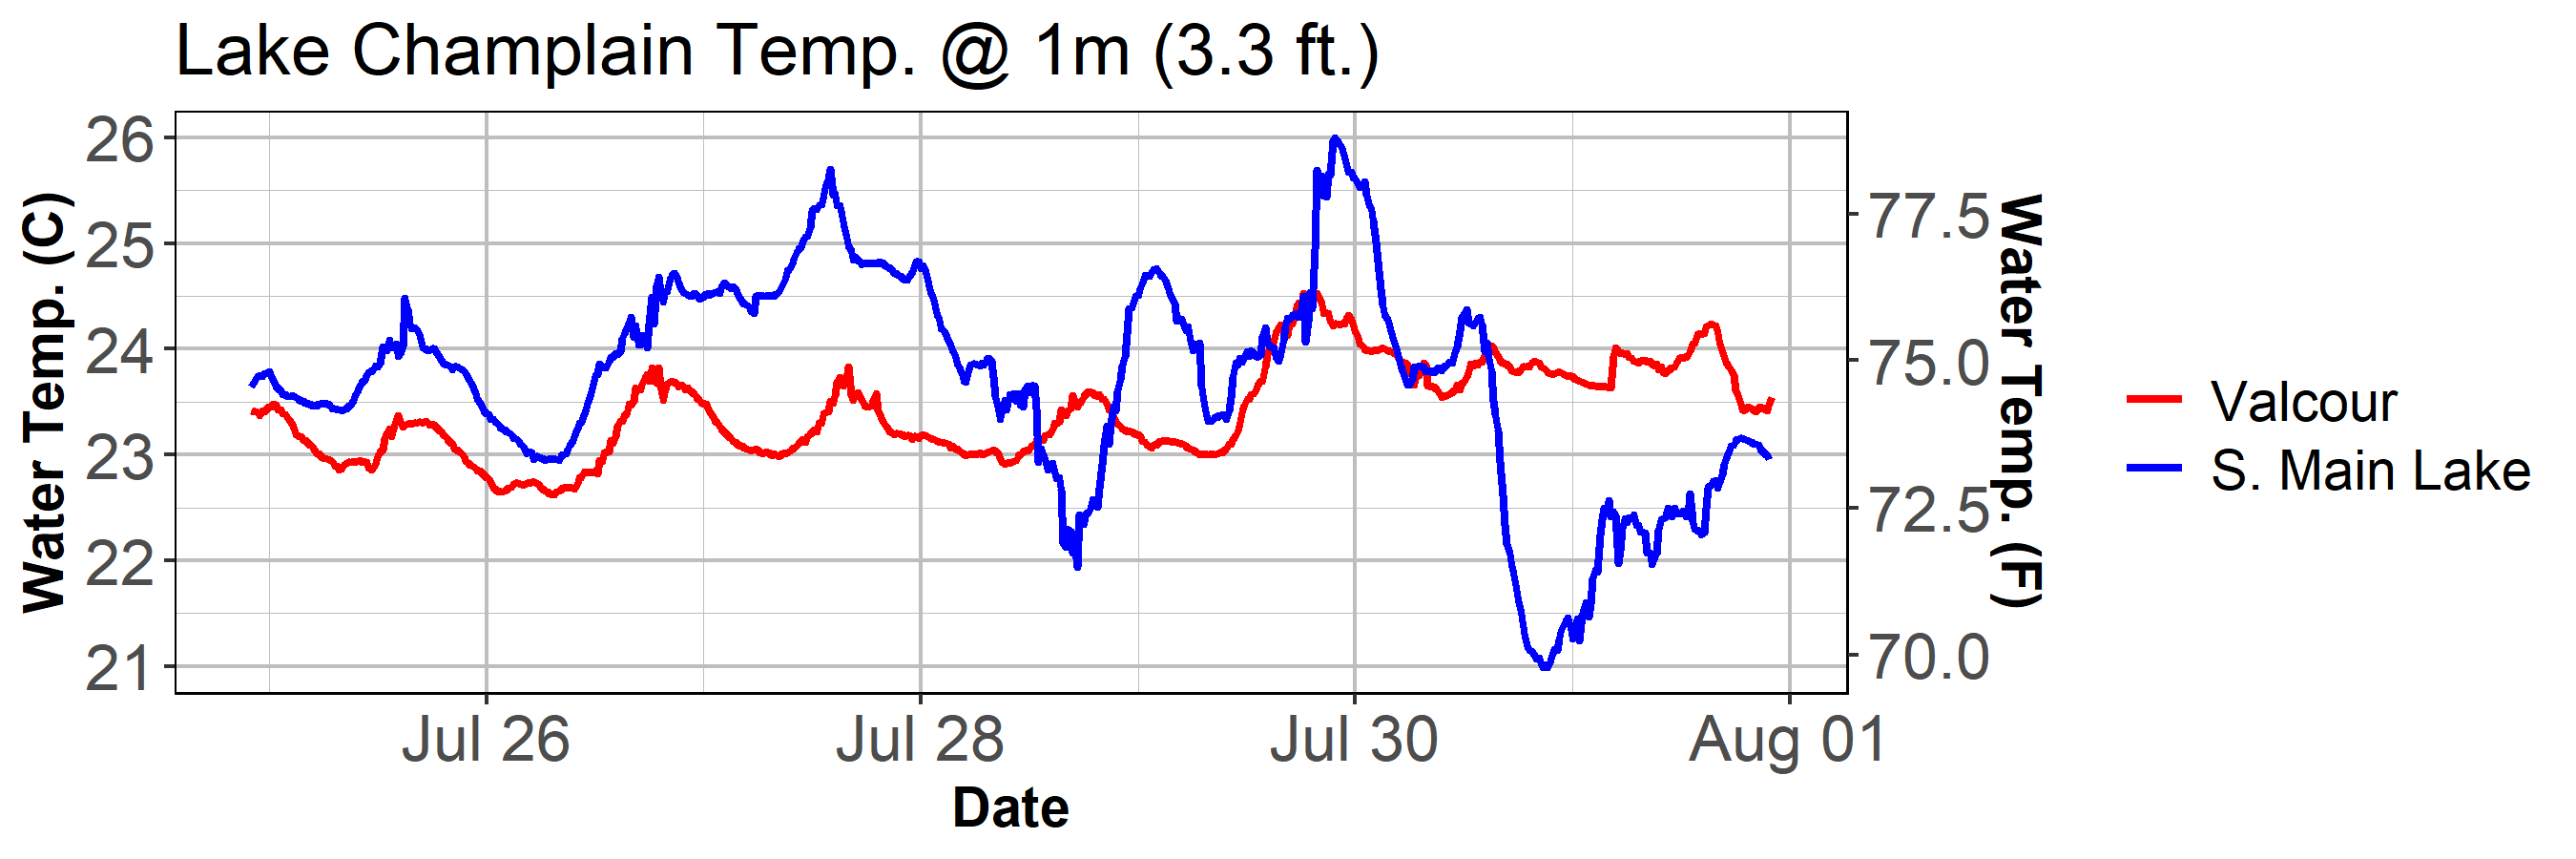 Lake Champlain Temp. @ 1m (3.3 ft.)
Water Temp. (C)
26
25
24
23
22
21
77.5
75.0
72.5
70.0
Water Temp. (F)
Jul 26
Jul 28
Jul 30
Aug 01
Date
Valcour
S. Main Lake